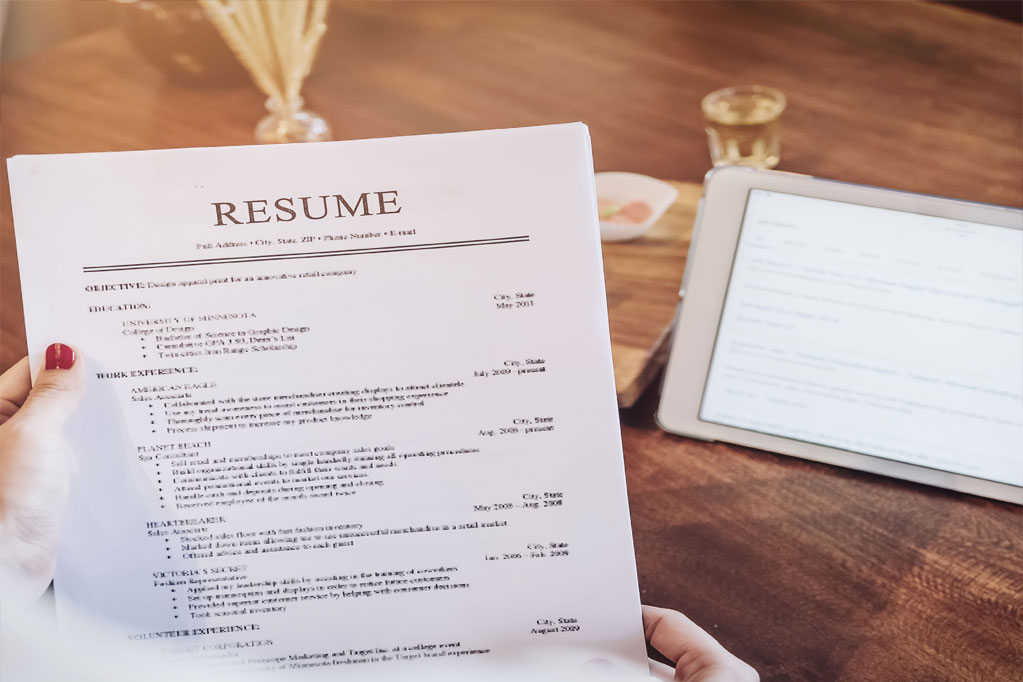 RESUME
Full Address • City, State, ZIP • Phone Number • E-mail
OBJECTIVE: Design apparel print for an innovative retail company
EDUCATION:
City, State
May 2011
UNIVERSITY OF MINNESOTA
College of Design
• Bachelor of Science in Graphic Design
• Cumulative GPA 3.93, Dean's List
• Twin cities Iron Range Scholarship
WORK EXPERIENCE:
City, State
July 2009 - present
AMERICAN EAGLE
Sales Associate
• Collaborated with the store merchandiser creating displays to attract clientele
• Use my trend awareness to assist customers in their shopping experience
• Thoroughly scan every piece of merchandise for inventory control
• Process shipment to increase my product knowledge
City, State
Aug. 2008 - present
PLANET BEACH
Spa Consultant
• Sell retail and memberships to meet company sales goals
• Build organizational skills by single handedly running all operating procedures
• Communicate with clients to fulfill their wants and needs
• Attend promotional events to market our services
• Handle cash and deposits during opening and closing
• Received employee of the month award twice
City, State
May 2008 - Aug. 2008
HEARTBREAKER
Sales Associate
• Stocked sales floor with fast fashion inventory
• Marked down items allowing me to see unsuccessful merchandise in a retail market
• Offered advice and assistance to each guest
City, State
Jan. 2008 - Feb. 2009
VICTORIA'S SECRET
Fashion Representative
• Applied my leadership skills by assisting in the training of coworkers
• Set up mannequins and displays in order to entice future customers
• Provided superior customer service by helping with consumer decisions
• Took seasonal inventory
VOLUNTEER EXPERIENCE:
City, State
August 2009
TARGET CORPORATION
Marketing and Target Inc. at a college event
of Minnesota freshmen to the Target brand experience